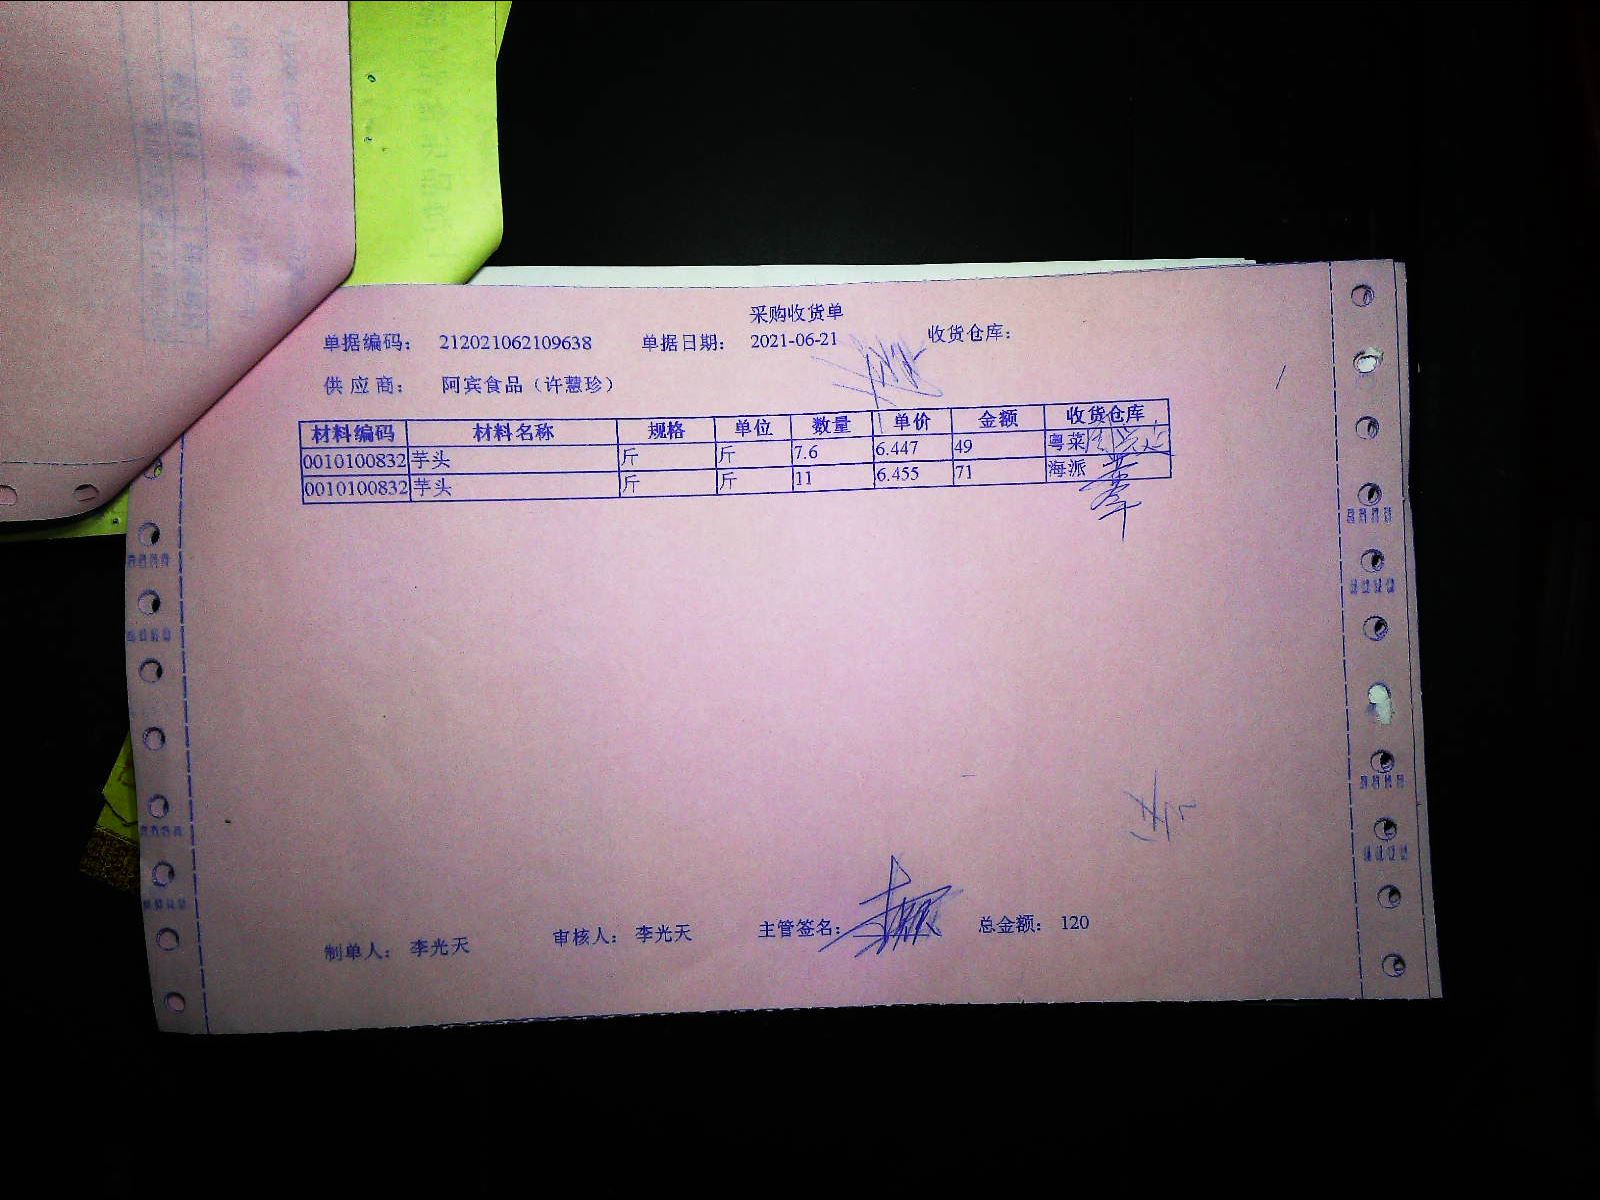 采购收货单
单据编码： 212021062109638 单据日期： 2021-06-21 收货仓库：
供 应 商： 阿宾食品（许慧珍）
材料编码 材料名称 规格 单位 数量 单价 金额 收货仓库
0010100832 芋头 斤 斤 7.6 6.447 49 粤菜
0010100832 芋头 斤 斤 11 6.455 71 海派
制单人： 李光天 审核人： 李光天 主管签名： 总金额： 120